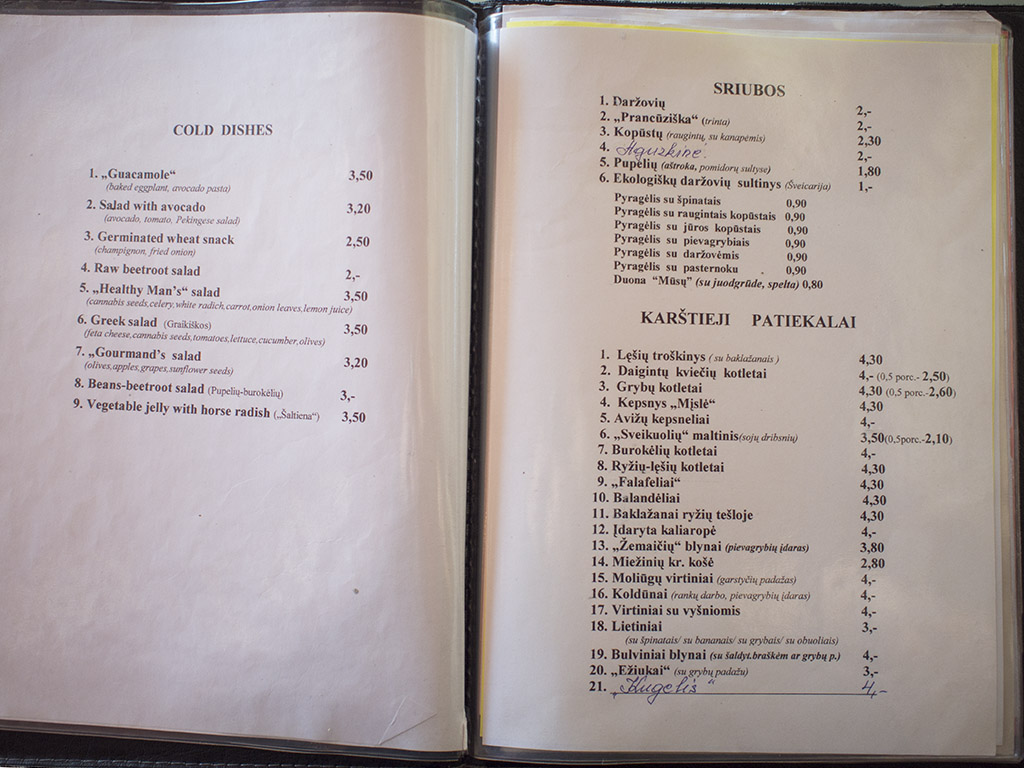 COLD DISHES
1. „Guacamole“ 3,50
(baked eggplant, avocado pasta)
2. Salad with avocado 3,20
(avocado, tomato, Pekingese salad)
3. Germinated wheat snack 2,50
(champignon, fried onion)
4. Raw beetroot salad 2,-
5. „Healthy Man’s“ salad 3,50
(cannabis seeds,celery,white radich,carrot,onion leaves,lemon juice)
6. Greek salad (Graikiškos) 3,50
(feta cheese,cannabis seeds,tomatoes,lettuce,cucumber,olives)
7. „Gourmand’s salad 3,20
(olives,apples,grapes,sunflower seeds)
8. Beans-beetroot salad (Pupelių-burokėlių) 3,-
9. Vegetable jelly with horse radish („Šaltiena“) 3,50
SRIUBOS
1. Daržovių 2,-
2. „Prancūziška“ (trinta) 2,-
3. Kopūstų (raugintų, su kanapėmis) 2,30
4. Aguzkinė. 2,-
5. Pupelių (aštroka, pomidorų sultyse) 1,80
6. Ekologiškų daržovių sultinys (Šveicarija) 1,-
Pyragėlis su špinatais 0,90
Pyragėlis su raugintais kopūstais 0,90
Pyragėlis su jūros kopūstais 0,90
Pyragėlis su pievagrybiais 0,90
Pyragėlis su daržovėmis 0,90
Pyragėlis su pasternoku 0,90
Duona “Mūsų” (su juodgrūde, spelta) 0,80
KARŠTIEJI PATIEKALAI
1. Lęšių troškinys ( su baklažanais ) 4,30
2. Daigintų kviečių kotletai 4,- (0,5 porc.- 2,50)
3. Grybų kotletai 4,30 (0,5 porc.-2,60)
4. Kepsnys „Mįslė“ 4,30
5. Avižų kepsneliai 4,-
6. „Sveikuolių“ maltinis(sojų dribsnių) 3,50(0,5porc.-2,10)
7. Burokėlių kotletai 4,-
8. Ryžių-lęšių kotletai 4,30
9. „Falafeliai“ 4,30
10. Balandėliai 4,30
11. Baklažanai ryžių tešloje 4,30
12. Įdaryta kaliaropė 4,-
13. „Žemaičių“ blynai (pievagrybių įdaras) 3,80
14. Miežinių kr. košė 2,80
15. Moliūgų virtiniai (garstyčių padažas) 4,-
16. Koldūnai (rankų darbo, pievagrybių įdaras) 4,-
17. Virtiniai su vyšniomis 4,-
18. Lietiniai 3,-
(su špinatais/ su bananais/ su grybais/ su obuoliais)
19. Bulviniai blynai (su šaldyt.braškėm ar grybų p.) 4,-
20. „Ežiukai“ (su grybų padažu) 3,-
21. „Kugelis“ 4,-